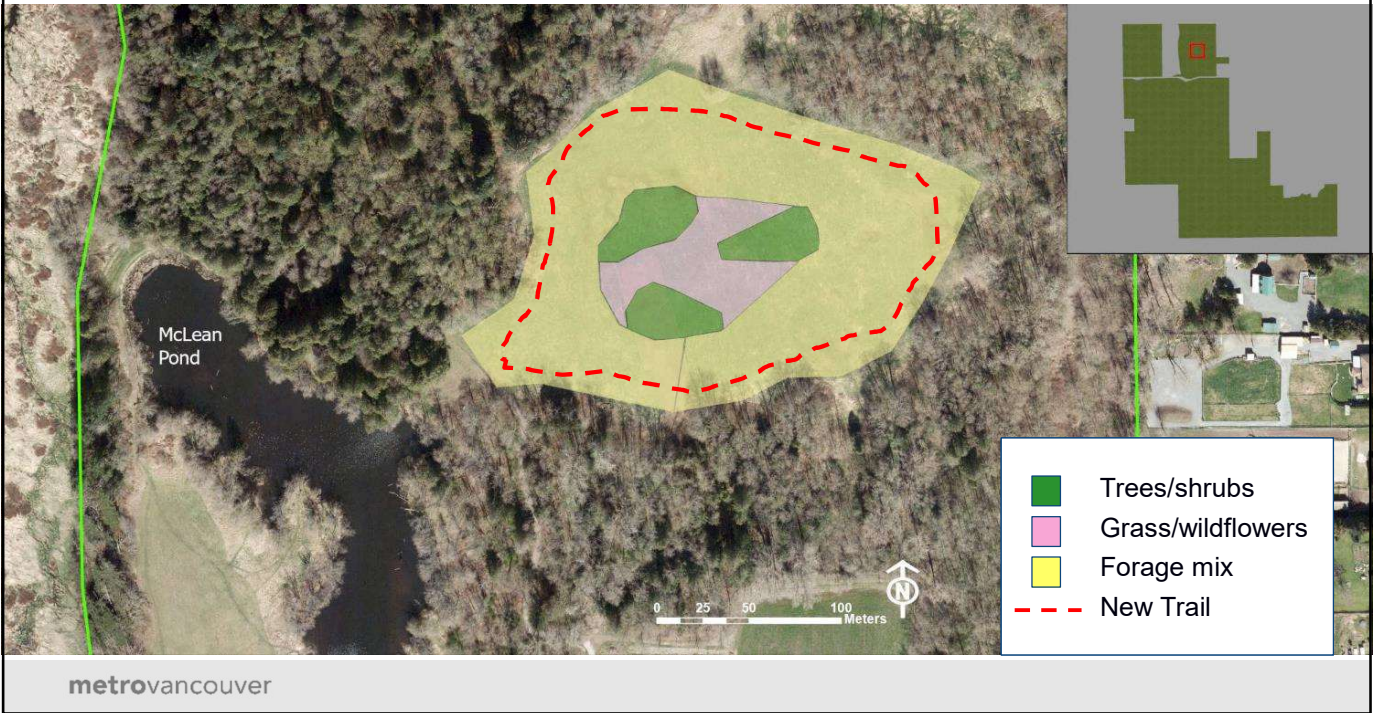 McLean
Pond
0 25 50 100
Meters
N
Trees/shrubs
Grass/wildflowers
Forage mix
New Trail
metrovancouver